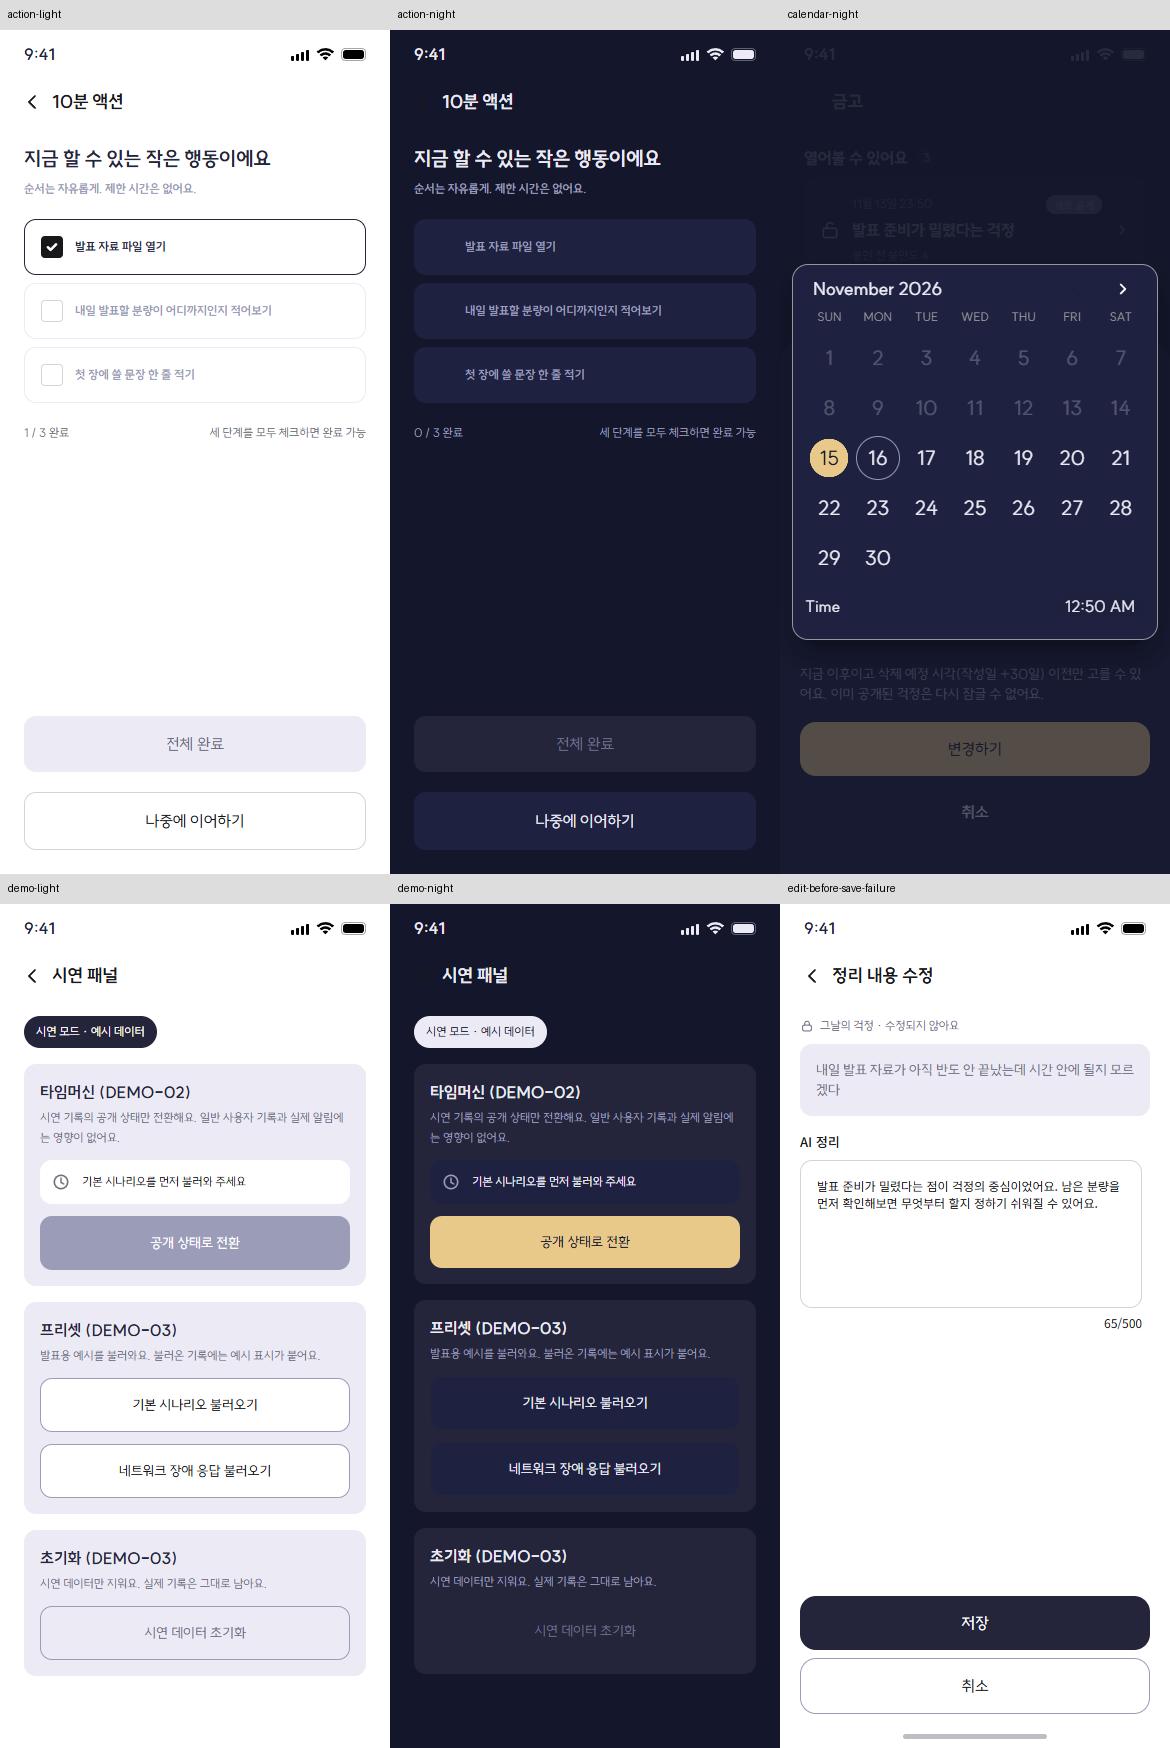 action-light
9:41
10분 액션
지금 할 수 있는 작은 행동이에요
순서는 자유롭게. 제한 시간은 없어요.
발표 자료 파일 열기
내일 발표할 분량이 어디까지인지 적어보기
첫 장에 쓸 문장 한 줄 적기
1 / 3 완료
세 단계를 모두 체크하면 완료 가능
전체 완료
나중에 이어하기
action-night
9:41
10분 액션
지금 할 수 있는 작은 행동이에요
순서는 자유롭게. 제한 시간은 없어요.
발표 자료 파일 열기
내일 발표할 분량이 어디까지인지 적어보기
첫 장에 쓸 문장 한 줄 적기
0 / 3 완료
세 단계를 모두 체크하면 완료 가능
전체 완료
나중에 이어하기
calendar-night
9:41
금고
열어볼 수 있어요 3
11월 13일 23:50
발표 준비가 밀렸다는 걱정
November 2026
SUN MON TUE WED THU FRI SAT
1 2 3 4 5 6 7
8 9 10 11 12 13 14
15 16 17 18 19 20 21
22 23 24 25 26 27 28
29 30
Time 12:50 AM
지금 이후이고 삭제 예정 시각(작성일 +30일) 이전만 고를 수 있
어요. 이미 공개된 걱정은 다시 잠글 수 없어요.
변경하기
취소
demo-light
9:41
시연 패널
시연 모드 · 예시 데이터
타임머신 (DEMO-02)
시연 기록의 공개 상태만 전환해요. 일반 사용자 기록과 실제 알림에
는 영향이 없어요.
기본 시나리오를 먼저 불러와 주세요
공개 상태로 전환
프리셋 (DEMO-03)
발표용 예시를 불러와요. 불러온 기록에는 예시 표시가 붙어요.
기본 시나리오 불러오기
네트워크 장애 응답 불러오기
초기화 (DEMO-03)
시연 데이터만 지워요. 실제 기록은 그대로 남아요.
시연 데이터 초기화
demo-night
9:41
시연 패널
시연 모드 · 예시 데이터
타임머신 (DEMO-02)
시연 기록의 공개 상태만 전환해요. 일반 사용자 기록과 실제 알림에
는 영향이 없어요.
기본 시나리오를 먼저 불러와 주세요
공개 상태로 전환
프리셋 (DEMO-03)
발표용 예시를 불러와요. 불러온 기록에는 예시 표시가 붙어요.
기본 시나리오 불러오기
네트워크 장애 응답 불러오기
초기화 (DEMO-03)
시연 데이터만 지워요. 실제 기록은 그대로 남아요.
시연 데이터 초기화
edit-before-save-failure
9:41
정리 내용 수정
그날의 걱정 · 수정되지 않아요
내일 발표 자료가 아직 반도 안 끝났는데 시간 안에 될지 모르
겠다
AI 정리
발표 준비가 밀렸다는 점이 걱정의 중심이었어요. 남은 분량을
먼저 확인해보면 무엇부터 할지 정하기 쉬워질 수 있어요.
65/500
저장
취소